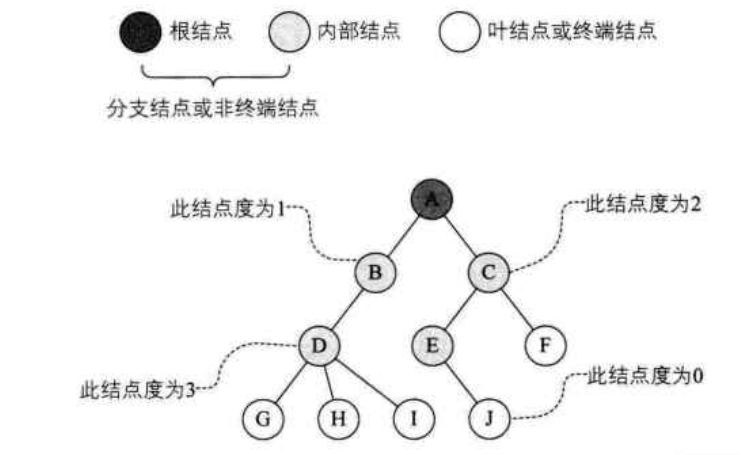 根结点 内部结点 叶结点或终端结点
分支结点或非终端结点
A
此结点度为1 此结点度为2
B C
D E F
此结点度为3 此结点度为0
G H I J